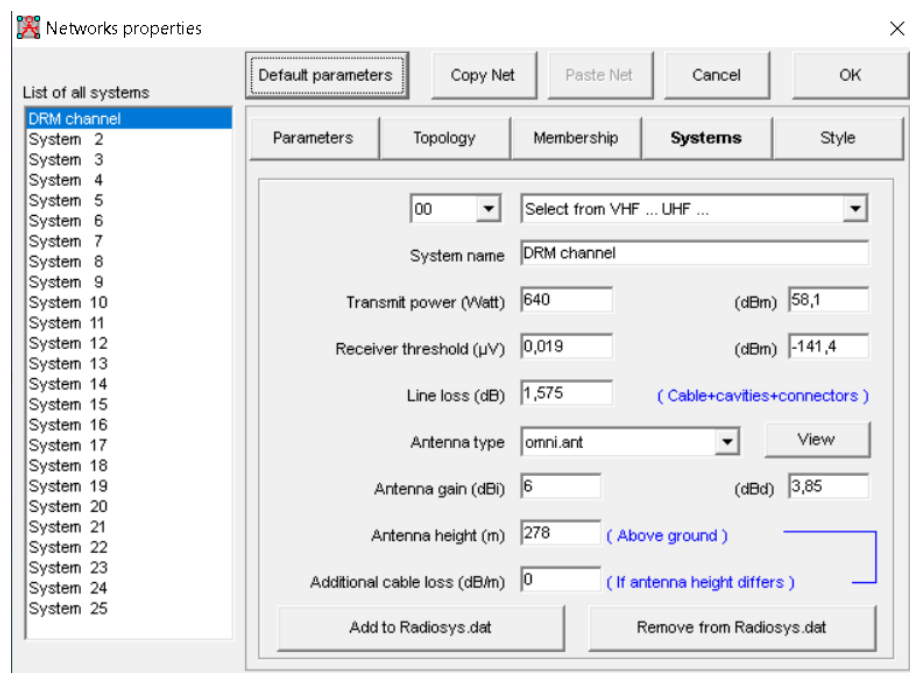 Networks properties
Default parameters Copy Net Paste Net Cancel OK
List of all systems
DRM channel
System 2
System 3
System 4
System 5
System 6
System 7
System 8
System 9
System 10
System 11
System 12
System 13
System 14
System 15
System 16
System 17
System 18
System 19
System 20
System 21
System 22
System 23
System 24
System 25
Parameters Topology Membership Systems Style
00 Select from VHF ... UHF ...
System name DRM channel
Transmit power (Watt) 640 (dBm) 58,1
Receiver threshold (µV) 0,019 (dBm) -141,4
Line loss (dB) 1,575 ( Cable+cavities+connectors )
Antenna type omni.ant View
Antenna gain (dBi) 6 (dBd) 3,85
Antenna height (m) 278 ( Above ground )
Additional cable loss (dB/m) 0 ( If antenna height differs )
Add to Radiosys.dat Remove from Radiosys.dat